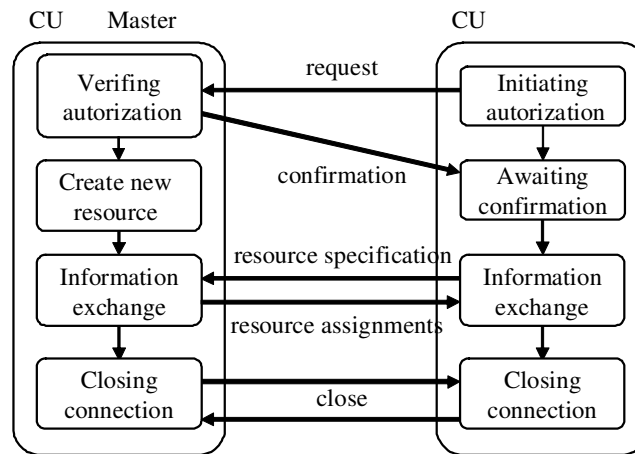 CU Master
CU
Verifing
autorization
request
Initiating
autorization
confirmation
Create new
resource
Awaiting
confirmation
resource specification
Information
exchange
resource assignments
Information
exchange
Closing
connection
close
Closing
connection